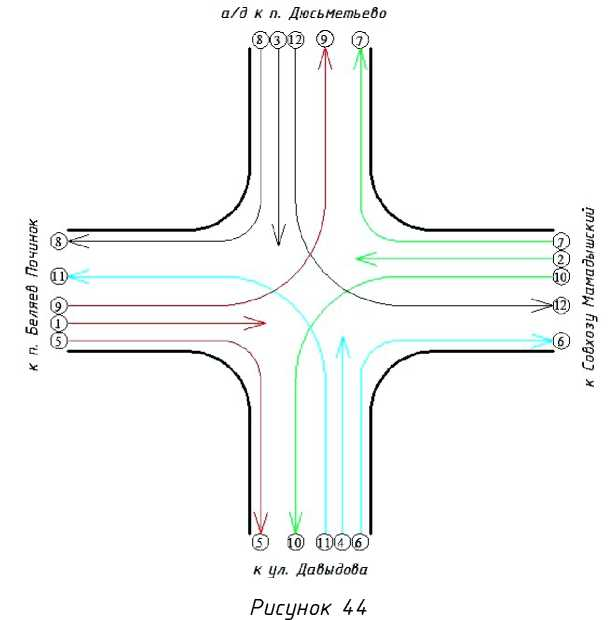 а/д к п. Дюсьметьево
8 3 12 9 7
к п. Беляев Починок
8 7
2
11 10
9 12
1
5 6
к Совхозу Мамадышский
5 10 11 4 6
к ул. Давыдова
Рисунок 44